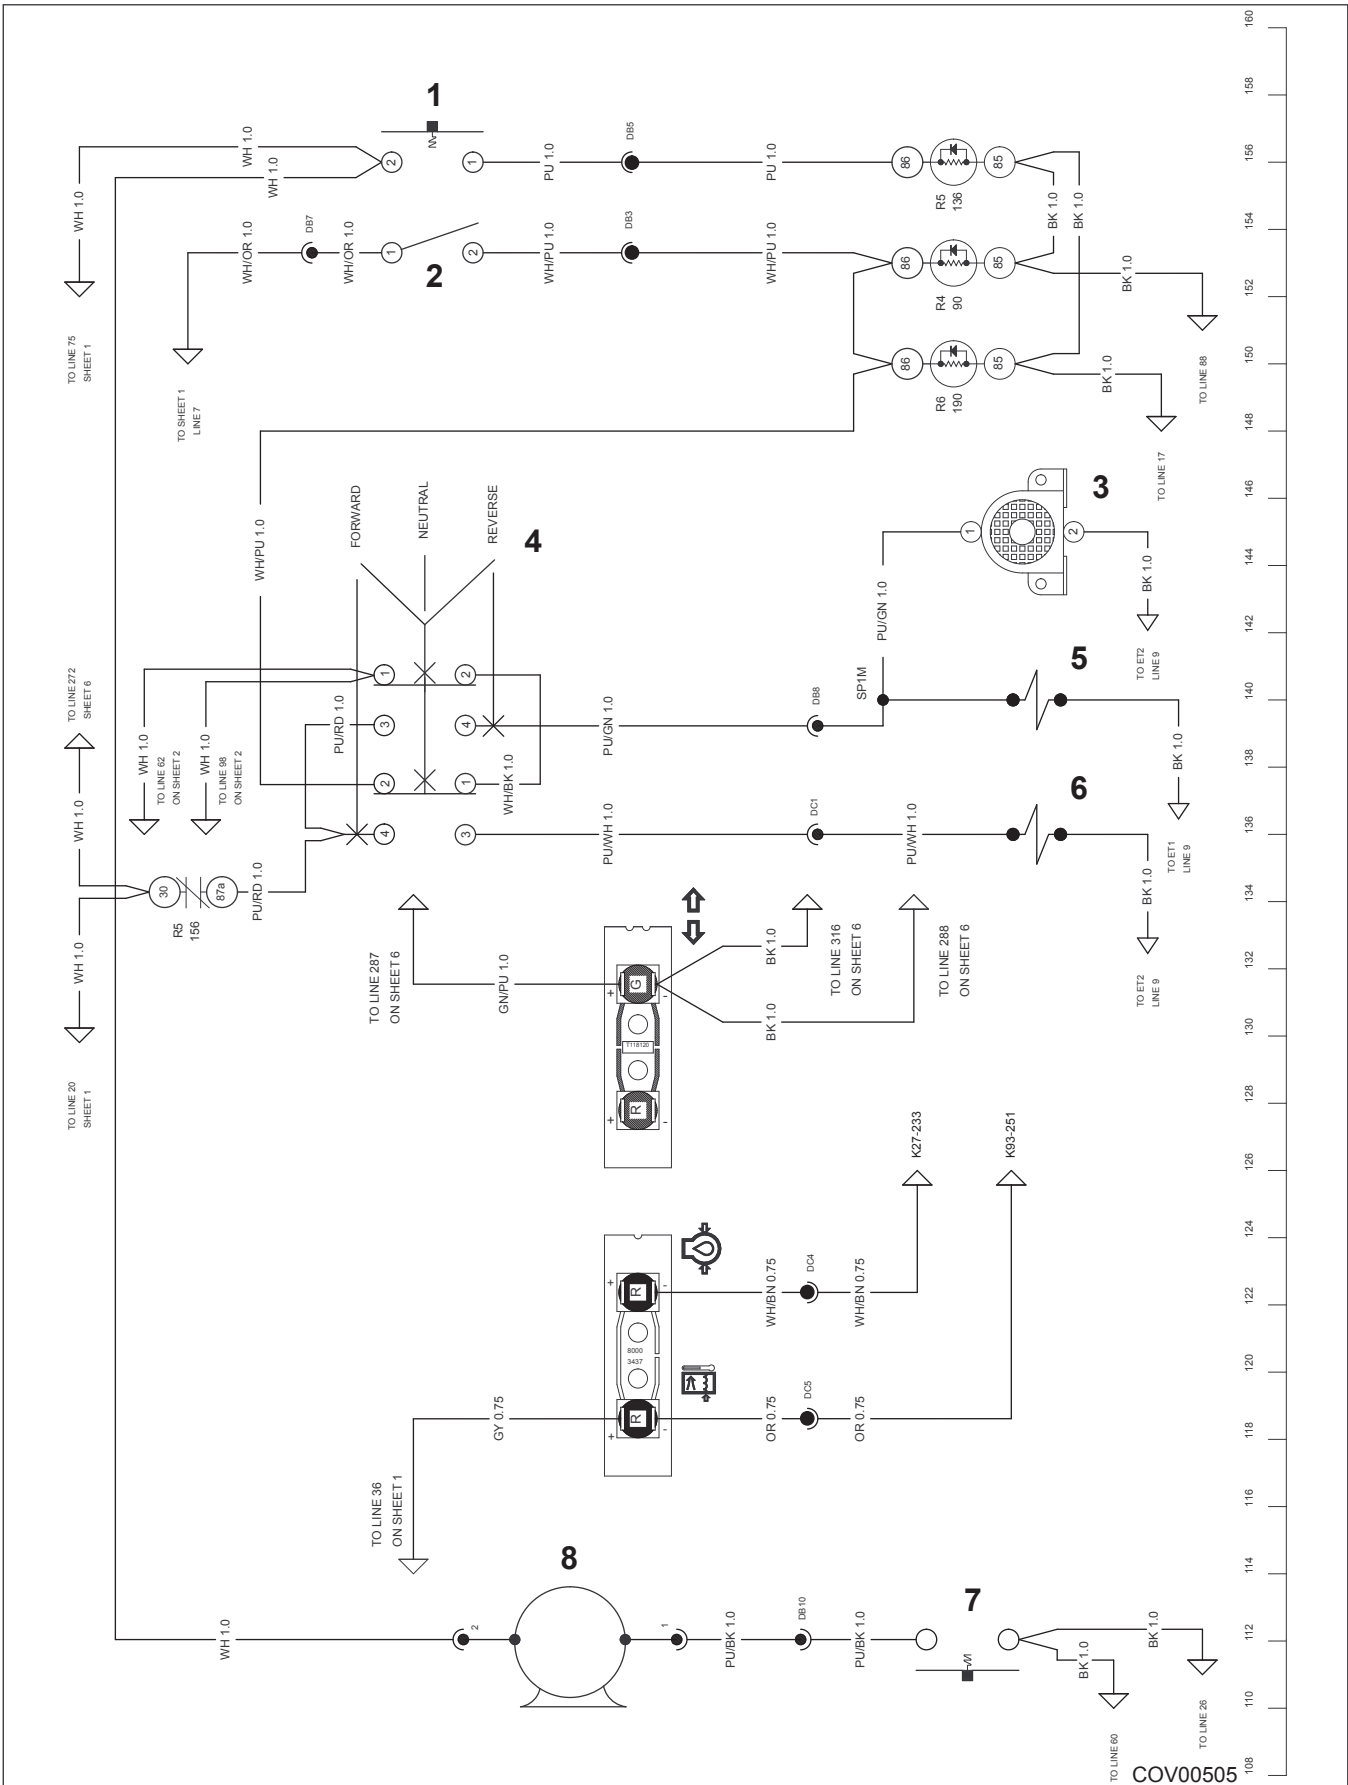 160
158
156
154
152
150
148
146
144
142
140
138
136
134
132
130
128
126
124
122
120
118
116
114
112
110
108
1
WH 1.0
WH 1.0
WH 1.0
TO LINE 75
SHEET 1
2
1
PU 1.0
DB5
PU 1.0
86
R5
136
85
BK 1.0
BK 1.0
WH/OR 1.0
DB7
WH/OR 1.0
1
2
2
WH/PU 1.0
DB3
WH/PU 1.0
86
R4
90
85
BK 1.0
TO LINE 88
TO SHEET 1
LINE 7
86
R6
190
85
BK 1.0
TO LINE 17
WH/PU 1.0
FORWARD
NEUTRAL
REVERSE
4
3
1
2
PU/GN 1.0
BK 1.0
TO ET2
LINE 9
TO LINE 272
SHEET 6
WH 1.0
WH 1.0
TO LINE 62
ON SHEET 2
WH 1.0
TO LINE 98
ON SHEET 2
PU/RD 1.0
1
2
3
4
2
1
4
3
WH/BK 1.0
PU/GN 1.0
DB8
SP1M
5
BK 1.0
TO ET1
LINE 9
PU/WH 1.0
DC1
PU/WH 1.0
6
BK 1.0
TO ET2
LINE 9
30
87a
R5
156
PU/RD 1.0
WH 1.0
TO LINE 20
SHEET 1
TO LINE 287
ON SHEET 6
GN/PU 1.0
+
G
-
T118120
+
R
-
BK 1.0
BK 1.0
TO LINE 316
ON SHEET 6
TO LINE 288
ON SHEET 6
K27-233
K93-251
+
R
-
8000
3437
+
R
-
WH/BN 0.75
DC4
WH/BN 0.75
GY 0.75
OR 0.75
DC5
OR 0.75
TO LINE 36
ON SHEET 1
8
WH 1.0
2
1
PU/BK 1.0
DB10
PU/BK 1.0
7
BK 1.0
BK 1.0
TO LINE 60
TO LINE 26
COV00505